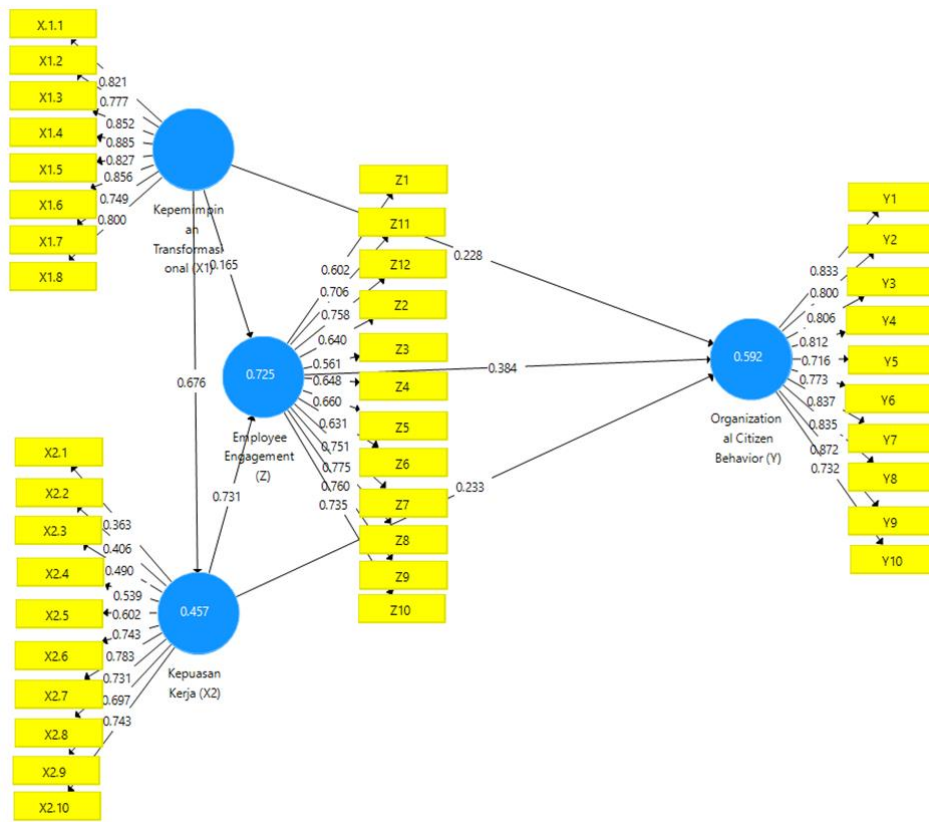 X.1.1
X1.2
X1.3
X1.4
X1.5
X1.6
X1.7
X1.8
0.821
0.777
0.852
0.885
0.827
0.856
0.749
0.800
Kepemimpin
an
Transformasi
onal (X1)
0.165
0.676
0.228
Z1
Z11
Z12
Z2
Z3
Z4
Z5
Z6
Z7
Z8
Z9
Z10
0.602
0.706
0.758
0.640
0.561
0.648
0.660
0.631
0.751
0.775
0.760
0.735
0.725
Employee
Engagement
(Z)
0.384
0.731
0.233
X2.1
X2.2
X2.3
X2.4
X2.5
X2.6
X2.7
X2.8
X2.9
X2.10
0.363
0.406
0.490
0.539
0.602
0.743
0.783
0.731
0.697
0.743
0.457
Kepuasan
Kerja (X2)
0.592
Organization
al Citizen
Behavior (Y)
0.833
0.800
0.806
0.812
0.716
0.773
0.837
0.835
0.872
0.732
Y1
Y2
Y3
Y4
Y5
Y6
Y7
Y8
Y9
Y10